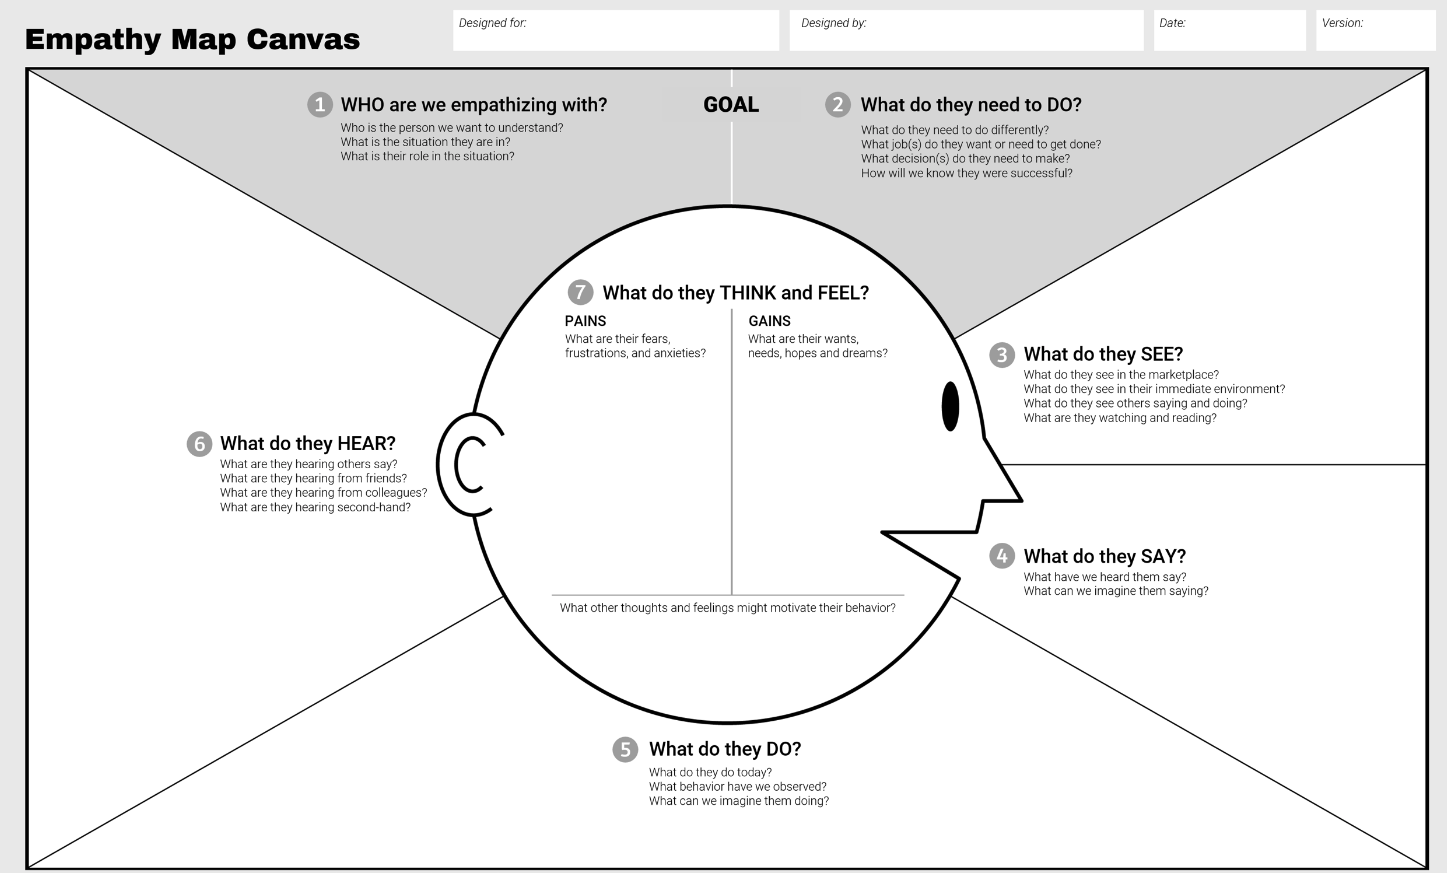 Empathy Map Canvas
Designed for:
Designed by:
Date:
Version:
1 WHO are we empathizing with?
Who is the person we want to understand?
What is the situation they are in?
What is their role in the situation?
GOAL
2 What do they need to DO?
What do they need to do differently?
What job(s) do they want or need to get done?
What decision(s) do they need to make?
How will we know they were successful?
7 What do they THINK and FEEL?
PAINS
What are their fears,
frustrations, and anxieties?
GAINS
What are their wants,
needs, hopes and dreams?
What other thoughts and feelings might motivate their behavior?
3 What do they SEE?
What do they see in the marketplace?
What do they see in their immediate environment?
What do they see others saying and doing?
What are they watching and reading?
4 What do they SAY?
What have we heard them say?
What can we imagine them saying?
5 What do they DO?
What do they do today?
What behavior have we observed?
What can we imagine them doing?
6 What do they HEAR?
What are they hearing others say?
What are they hearing from friends?
What are they hearing from colleagues?
What are they hearing second-hand?